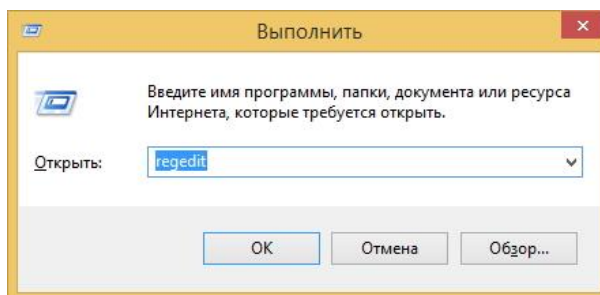 Выполнить
Введите имя программы, папки, документа или ресурса
Интернета, которые требуется открыть.
Открыть:
regedit
ОК
Отмена
Обзор...